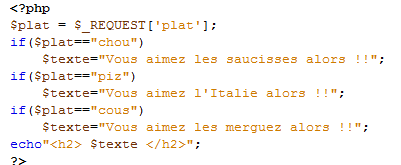 <?php
$plat = $_REQUEST['plat'];
if($plat=="chou")
$texte="Vous aimez les saucisses alors !!";
if($plat=="piz")
$texte="Vous aimez l'Italie alors !!";
if($plat=="cous")
$texte="Vous aimez les merguez alors !!";
echo"<h2> $texte </h2>";
?>